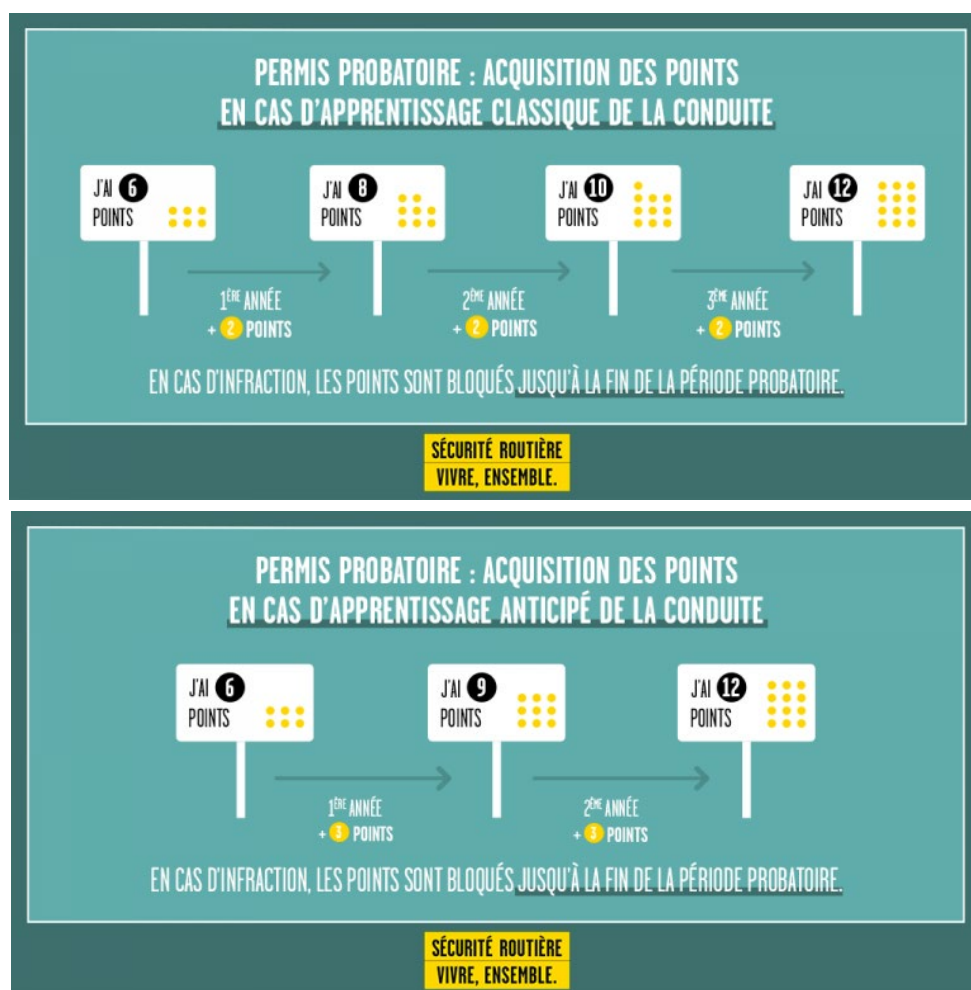 PERMIS PROBATOIRE : ACQUISITION DES POINTS
EN CAS D'APPRENTISSAGE CLASSIQUE DE LA CONDUITE
J'AI 6
POINTS
J'AI 8
POINTS
J'AI 10
POINTS
J'AI 12
POINTS
1ÈRE ANNÉE
+ 2 POINTS
2ÈME ANNÉE
+ 2 POINTS
3ÈME ANNÉE
+ 2 POINTS
EN CAS D'INFRACTION, LES POINTS SONT BLOQUÉS JUSQU'À LA FIN DE LA PÉRIODE PROBATOIRE.
SÉCURITÉ ROUTIÈRE
VIVRE, ENSEMBLE.
PERMIS PROBATOIRE : ACQUISITION DES POINTS
EN CAS D'APPRENTISSAGE ANTICIPÉ DE LA CONDUITE
J'AI 6
POINTS
J'AI 9
POINTS
J'AI 12
POINTS
1ÈRE ANNÉE
+ 3 POINTS
2ÈME ANNÉE
+ 3 POINTS
EN CAS D'INFRACTION, LES POINTS SONT BLOQUÉS JUSQU'À LA FIN DE LA PÉRIODE PROBATOIRE.
SÉCURITÉ ROUTIÈRE
VIVRE, ENSEMBLE.